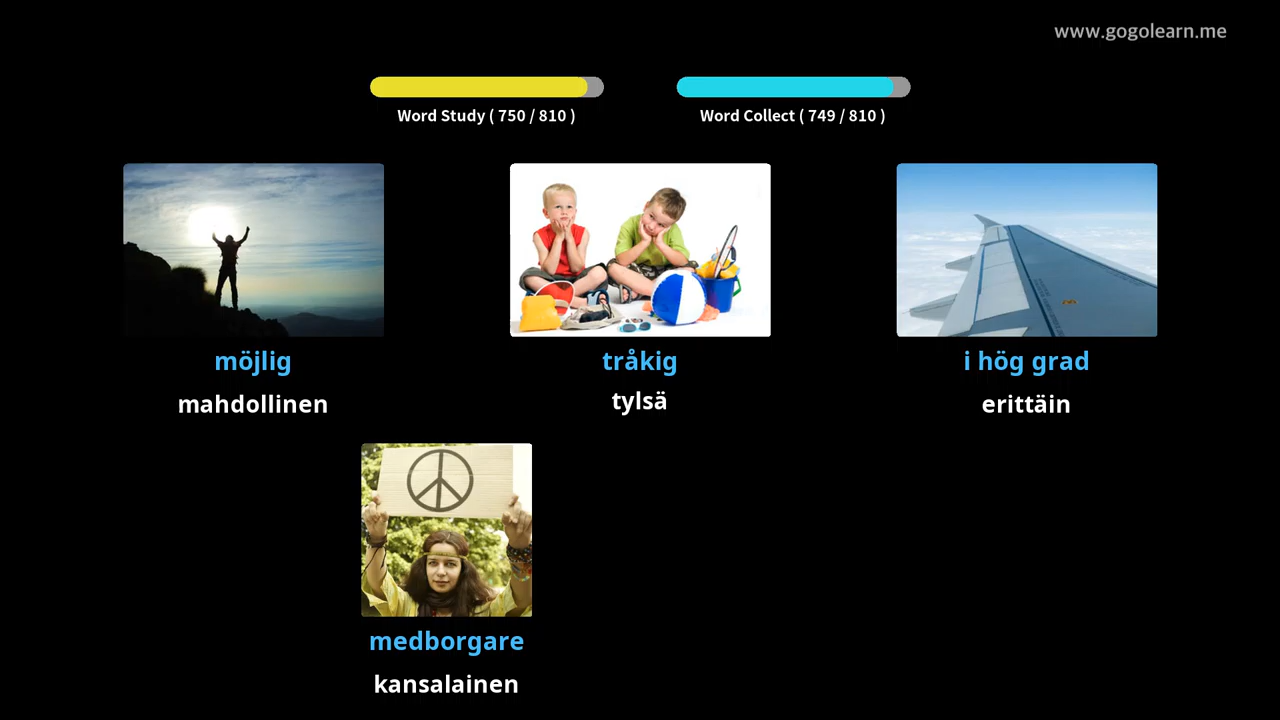 www.gogolearn.me
Word Study ( 750 / 810 )
Word Collect ( 749 / 810 )
möjlig
tråkig
i hög grad
mahdollinen
tylsä
erittäin
medborgare
kansalainen